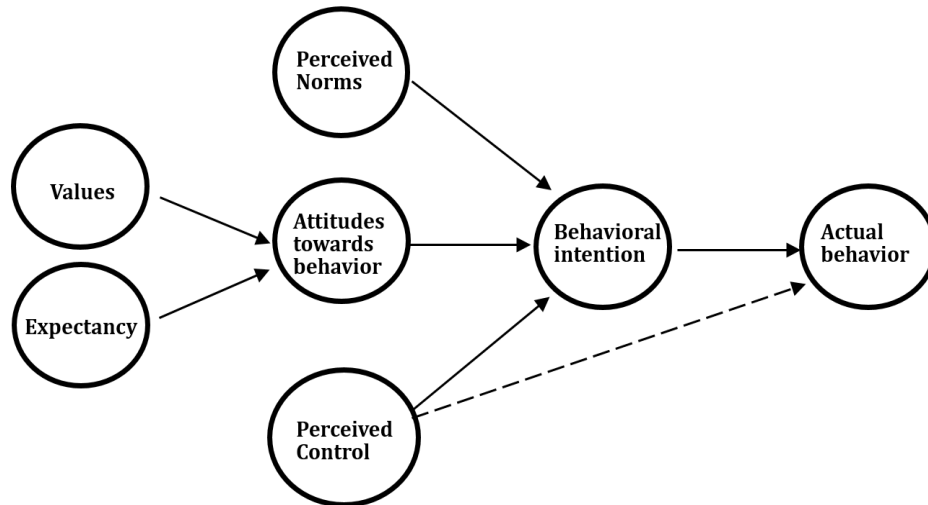 Perceived
Norms
Values
Attitudes
towards
behavior
Expectancy
Perceived
Control
Behavioral
intention
Actual
behavior